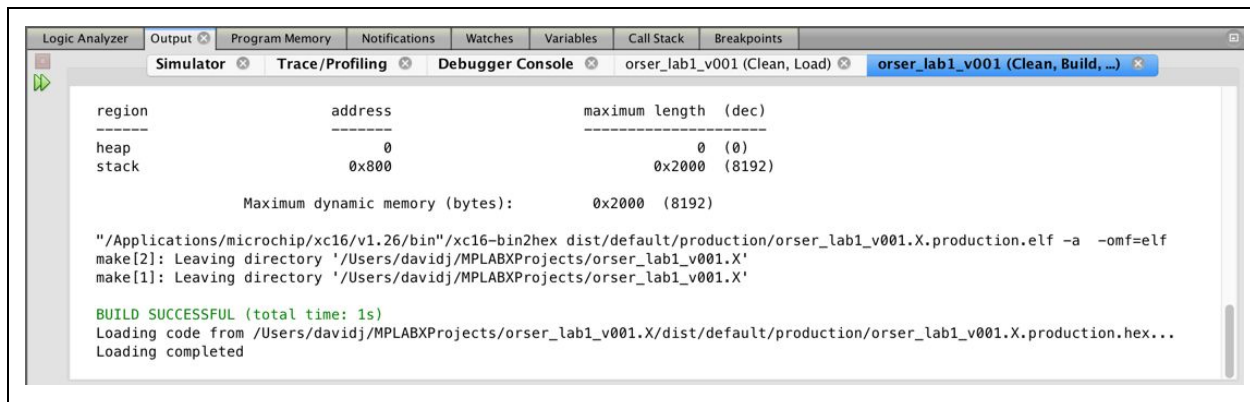 Logic Analyzer Output Program Memory Notifications Watches Variables Call Stack Breakpoints
Simulator Trace/Profiling Debugger Console orser_lab1_v001 (Clean, Load) orser_lab1_v001 (Clean, Build, ...)
region address maximum length (dec)
------ ------- ---------------------
heap 0 0 (0)
stack 0x800 0x2000 (8192)
Maximum dynamic memory (bytes): 0x2000 (8192)
"/Applications/microchip/xc16/v1.26/bin"/xc16-bin2hex dist/default/production/orser_lab1_v001.X.production.elf -a -omf=elf
make[2]: Leaving directory '/Users/davidj/MPLABXProjects/orser_lab1_v001.X'
make[1]: Leaving directory '/Users/davidj/MPLABXProjects/orser_lab1_v001.X'
BUILD SUCCESSFUL (total time: 1s)
Loading code from /Users/davidj/MPLABXProjects/orser_lab1_v001.X/dist/default/production/orser_lab1_v001.X.production.hex...
Loading completed